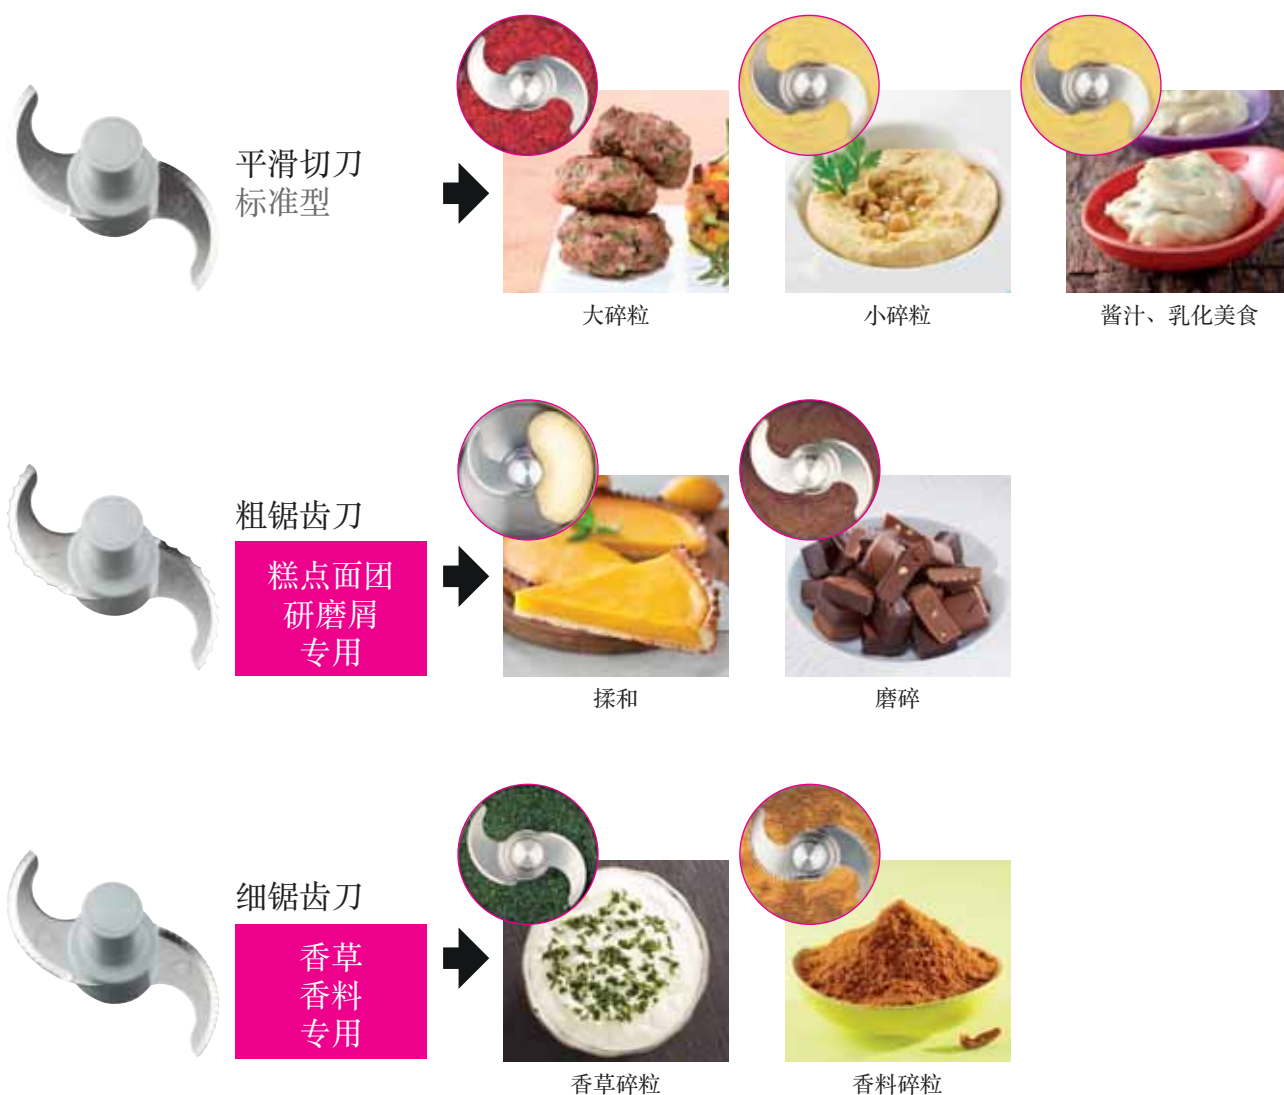 平滑切刀
标准型
大碎粒
小碎粒
酱汁、乳化美食
粗锯齿刀
糕点面团
研磨屑
专用
揉和
磨碎
细锯齿刀
香草
香料
专用
香草碎粒
香料碎粒